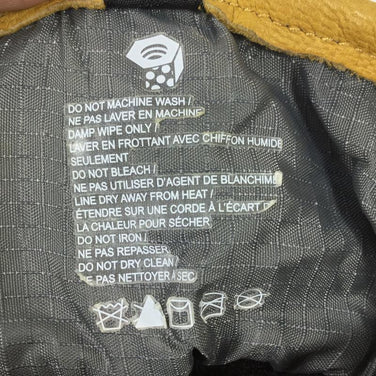 DO NOT MACHINE WASH /
NE PAS LAVER EN MACHINE
DAMP WIPE ONLY /
LAVER EN FROTTANT AVEC CHIFFON HUMIDE
SEULEMENT
DO NOT BLEACH /
NE PAS UTILISER D'AGENT DE BLANCHIME
LINE DRY AWAY FROM HEAT /
ÉTENDRE SUR UNE CORDE À L'ÉCART
LA CHALEUR POUR SÉCHER
DO NOT IRON /
NE PAS REPASSER
DO NOT DRY CLEAN /
PAS NETTOYER À SEC